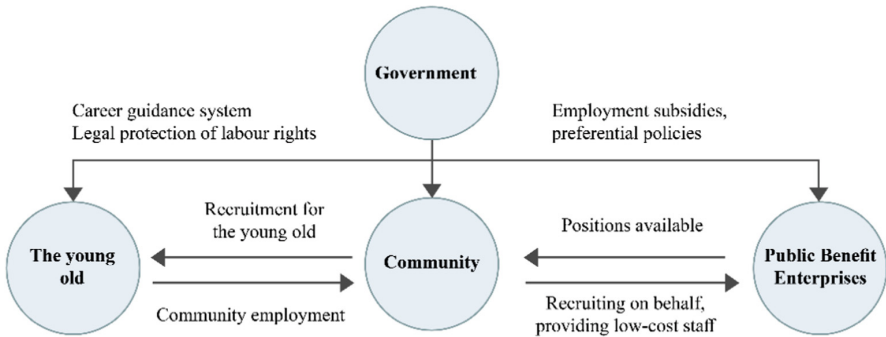 Government
Career guidance system
Legal protection of labour rights
Employment subsidies,
preferential policies
The young
old
Recruitment for
the young old
Community employment
Community
Positions available
Recruiting on behalf,
providing low-cost staff
Public Benefit
Enterprises